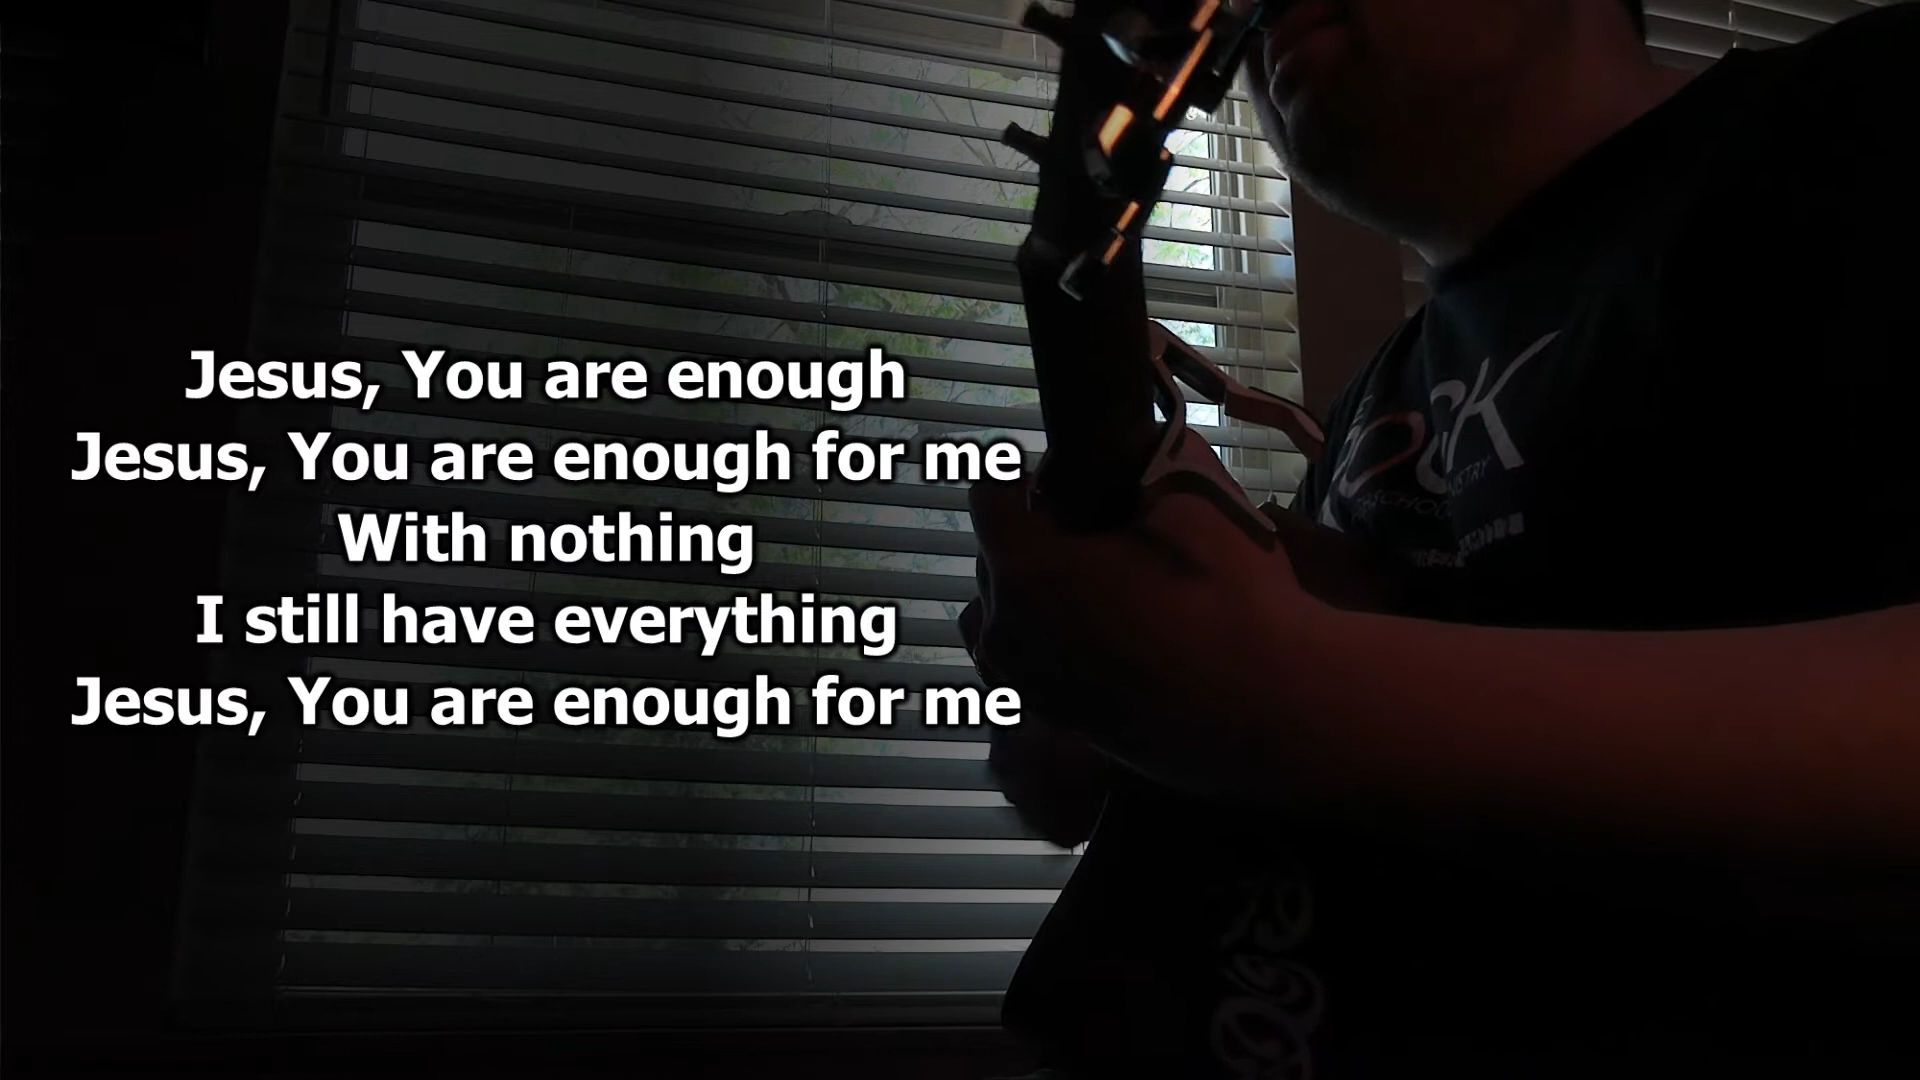 Jesus, You are enough
Jesus, You are enough for me
With nothing
I still have everything
Jesus, You are enough for me